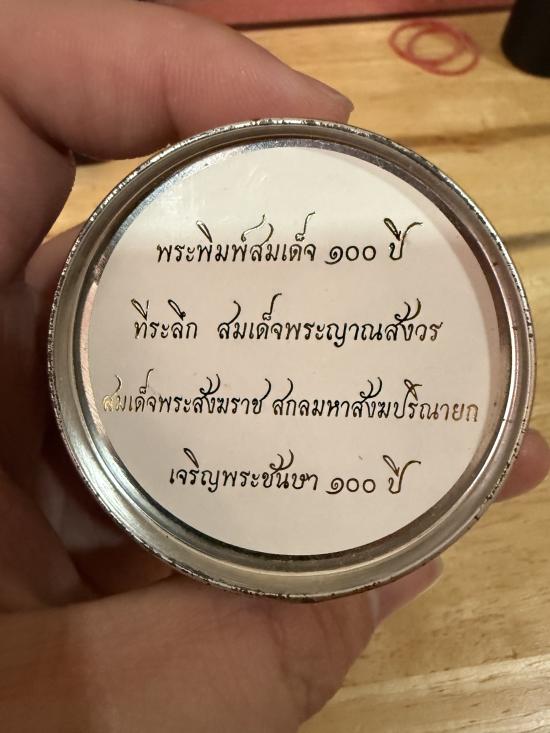 พระพิมพ์สมเด็จ ๑๐๐ ปี
ที่ระลึก สมเด็จพระญาณสังวร
สมเด็จพระสังฆราช สกลมหาสังฆปริณายก
เจริญพระชันษา ๑๐๐ ปี